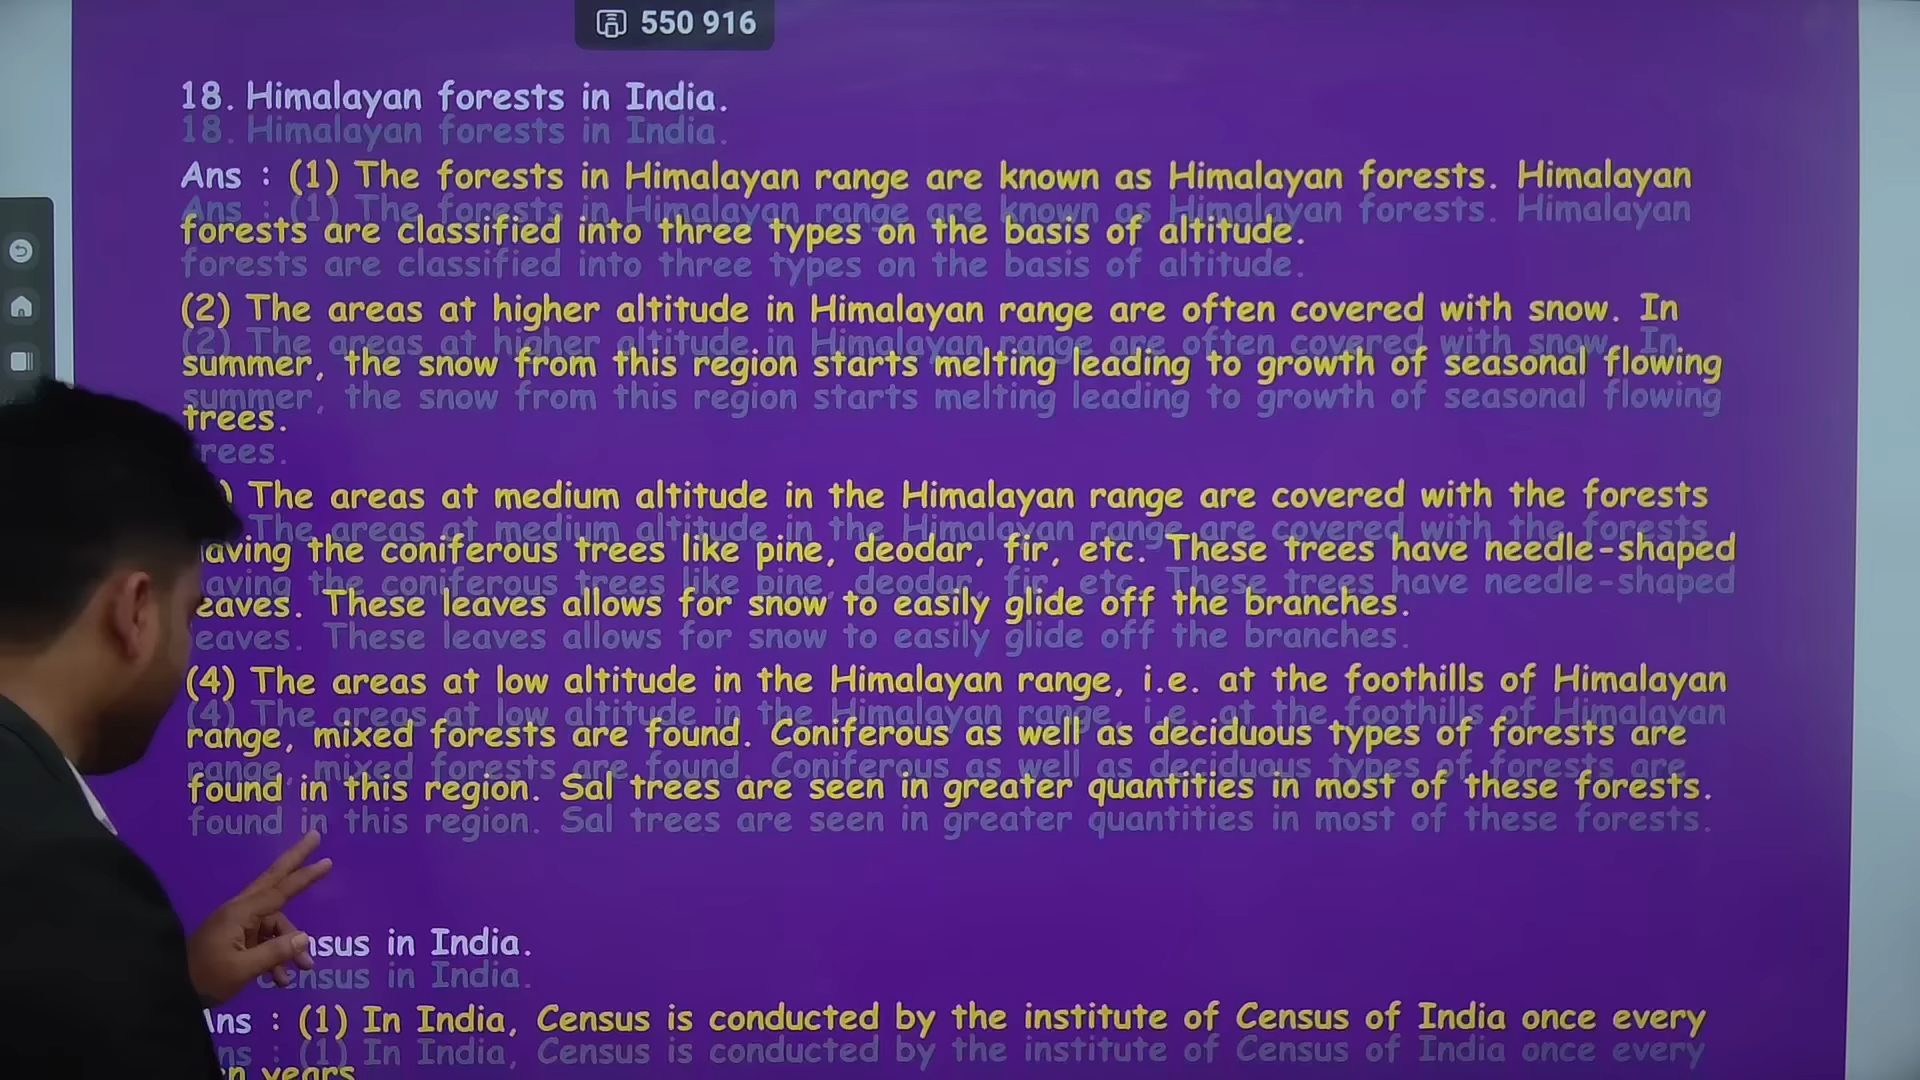 550 916
18. Himalayan forests in India.
Ans : (1) The forests in Himalayan range are known as Himalayan forests. Himalayan
forests are classified into three types on the basis of altitude.
(2) The areas at higher altitude in Himalayan range are often covered with snow. In
summer, the snow from this region starts melting leading to growth of seasonal flowing
trees.
) The areas at medium altitude in the Himalayan range are covered with the forests
aving the coniferous trees like pine, deodar, fir, etc. These trees have needle-shaped
eaves. These leaves allows for snow to easily glide off the branches.
(4) The areas at low altitude in the Himalayan range, i.e. at the foothills of Himalayan
range, mixed forests are found. Coniferous as well as deciduous types of forests are
found in this region. Sal trees are seen in greater quantities in most of these forests.
Census in India.
Ans : (1) In India, Census is conducted by the institute of Census of India once every
years